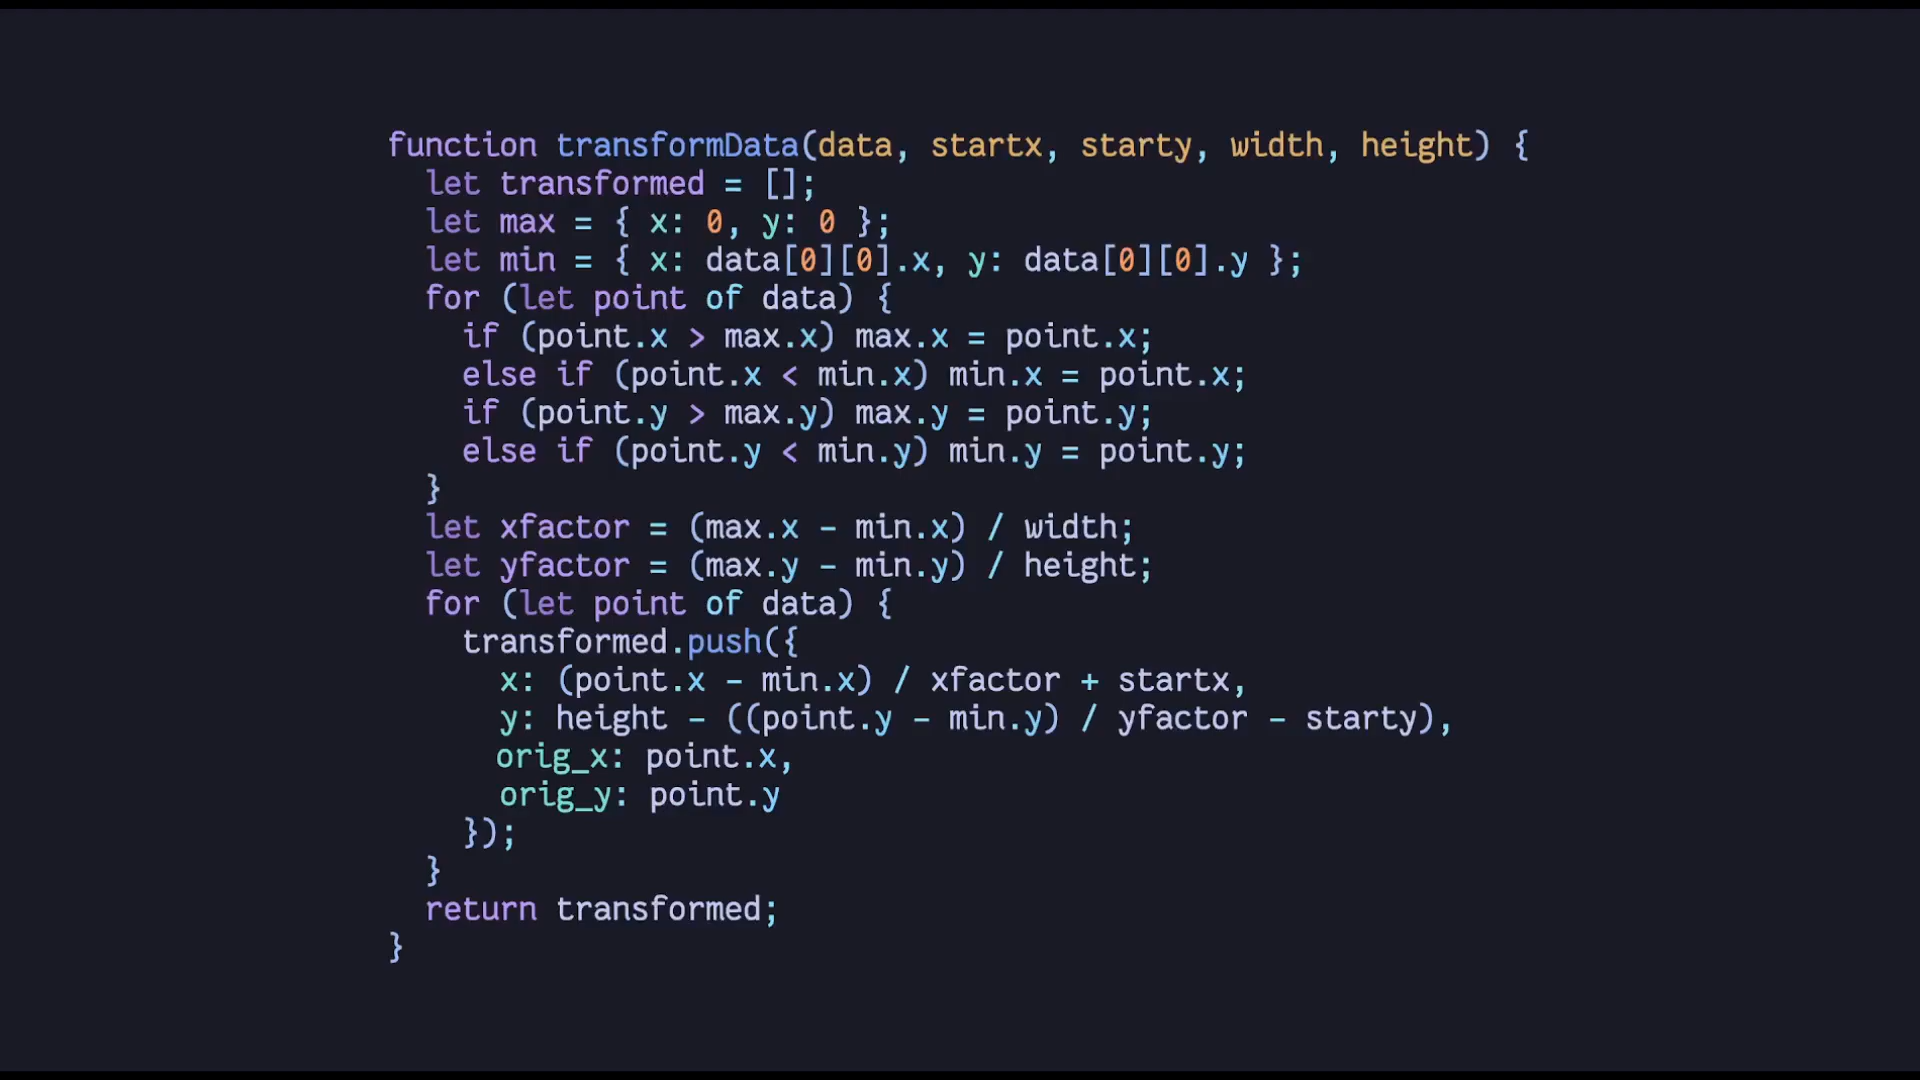 function transformData(data, startx, starty, width, height) {
  let transformed = [];
  let max = { x: 0, y: 0 };
  let min = { x: data[0][0].x, y: data[0][0].y };
  for (let point of data) {
    if (point.x > max.x) max.x = point.x;
    else if (point.x < min.x) min.x = point.x;
    if (point.y > max.y) max.y = point.y;
    else if (point.y < min.y) min.y = point.y;
  }
  let xfactor = (max.x - min.x) / width;
  let yfactor = (max.y - min.y) / height;
  for (let point of data) {
    transformed.push({
      x: (point.x - min.x) / xfactor + startx,
      y: height - ((point.y - min.y) / yfactor - starty),
      orig_x: point.x,
      orig_y: point.y
    });
  }
  return transformed;
}